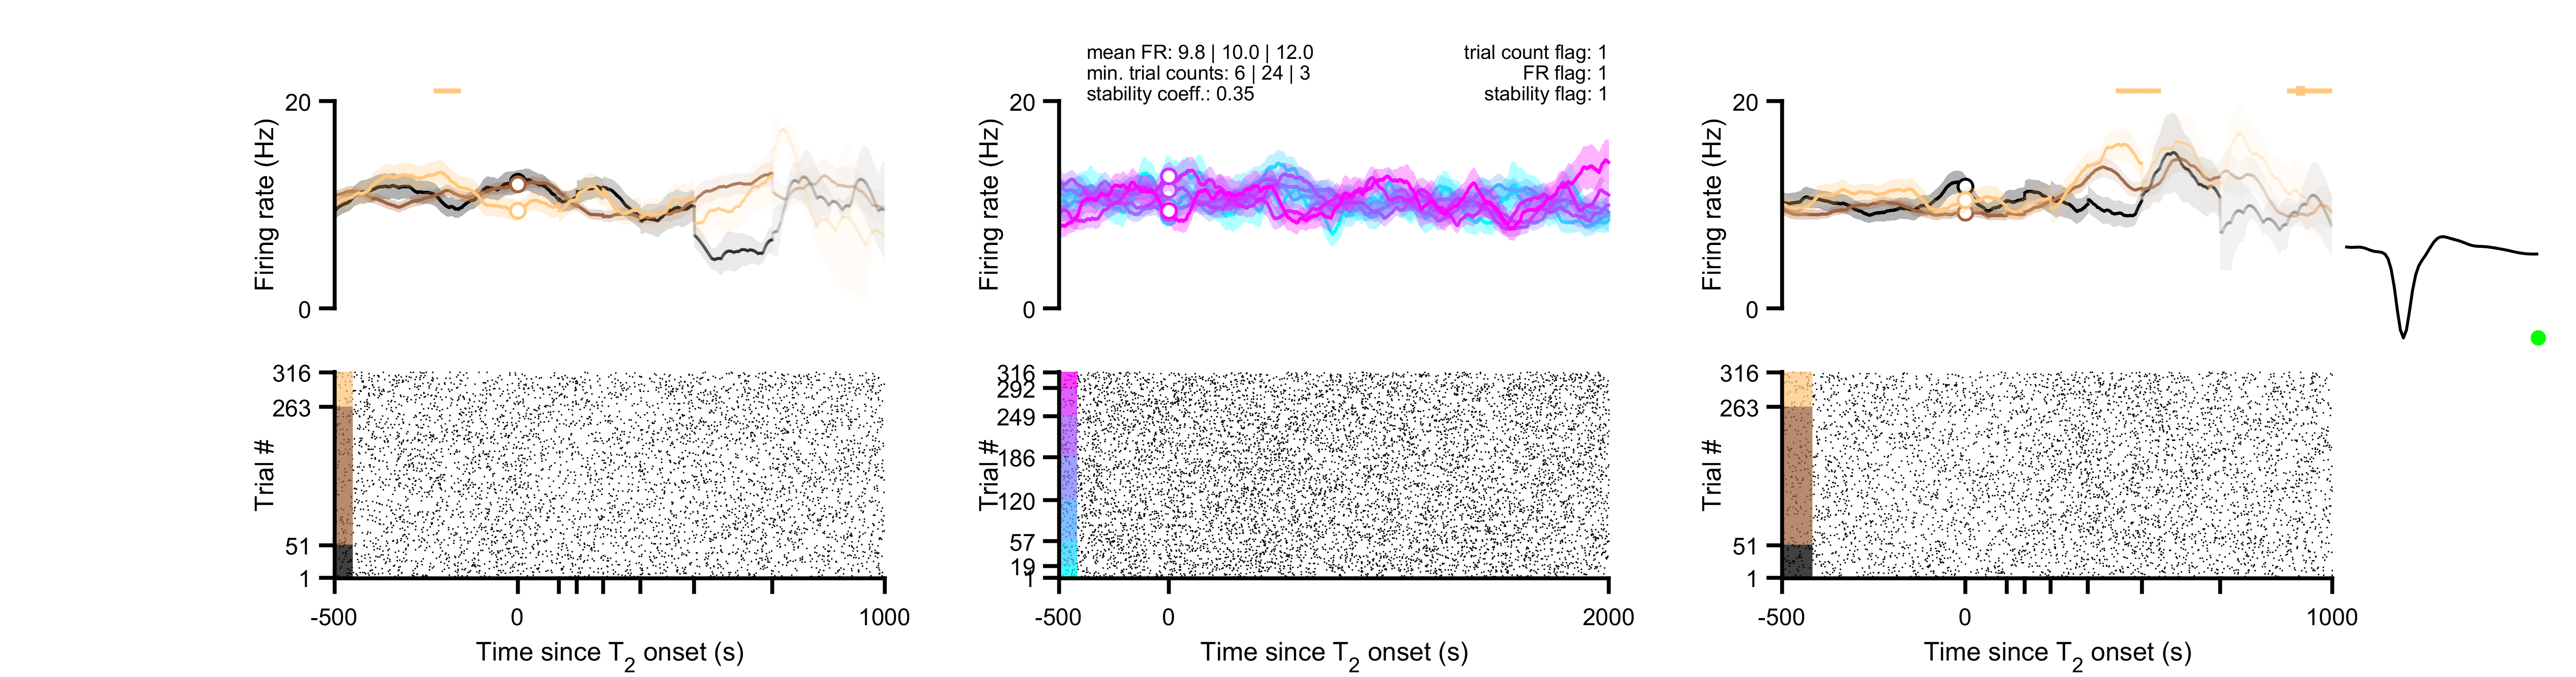 mean FR: 9.8 | 10.0 | 12.0
min. trial counts: 6 | 24 | 3
stability coeff.: 0.35
trial count flag: 1
FR flag: 1
stability flag: 1
20
0
Firing rate (Hz)
316
263
51
1
Trial #
-500
0
1000
Time since T2 onset (s)
20
0
Firing rate (Hz)
316
292
249
186
120
57
19
1
Trial #
-500
0
2000
Time since T2 onset (s)
20
0
Firing rate (Hz)
316
263
51
1
Trial #
-500
0
1000
Time since T2 onset (s)